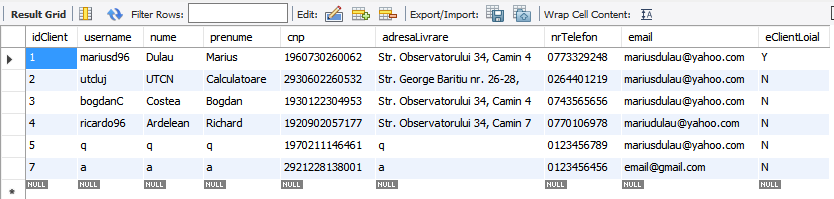 Result Grid Filter Rows: Edit: Export/Import: Wrap Cell Content: IA
idClient username nume prenume cnp adresaLivrare nrTelefon email eClientLoial
1 mariusd96 Dulau Marius 1960730260062 Str. Observatorului 34, Camin 4 0773329248 mariusdulau@yahoo.com Y
2 utcluj UTCN Calculatoare 2930602260532 Str. George Baritiu nr. 26-28, 0264401219 mariusdulau@yahoo.com N
3 bogdanC Costea Bogdan 1930122304953 Str. Observatorului 34, Camin 4 0743565656 mariusdulau@yahoo.com N
4 ricardo96 Ardelean Richard 1920902057177 Str. Observatorului 34, Camin 7 0770106978 mariudulau@yahoo.com N
5 q q q 1970211146461 q 0123456789 mariusdulau@yahoo.com N
7 a a a 2921228138001 a 0123456456 email@gmail.com N
NULL NULL NULL NULL NULL NULL NULL NULL NULL